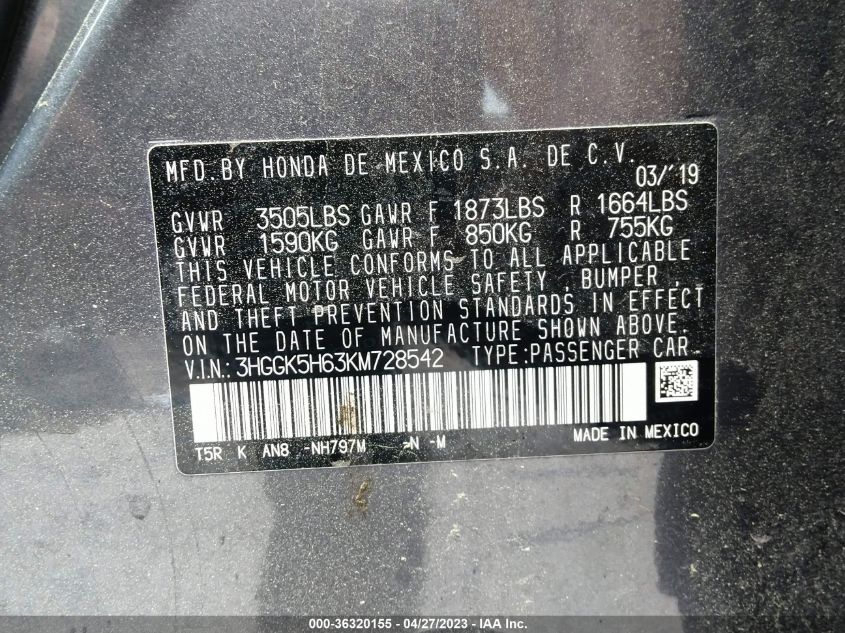 MFD. BY HONDA DE MEXICO S.A. DE C.V.
03/'19
GVWR 3505LBS GAWR F 1873LBS R 1664LBS
GVWR 1590KG GAWR F 850KG R 755KG
THIS VEHICLE CONFORMS TO ALL APPLICABLE
FEDERAL MOTOR VEHICLE SAFETY, BUMPER,
AND THEFT PREVENTION STANDARDS IN EFFECT
ON THE DATE OF MANUFACTURE SHOWN ABOVE.
V.I.N.: 3HGGK5H63KM728542 TYPE:PASSENGER CAR
T5R K AN8 -NH797M -N -M MADE IN MEXICO
000-36320155 - 04/27/2023 - IAA Inc.